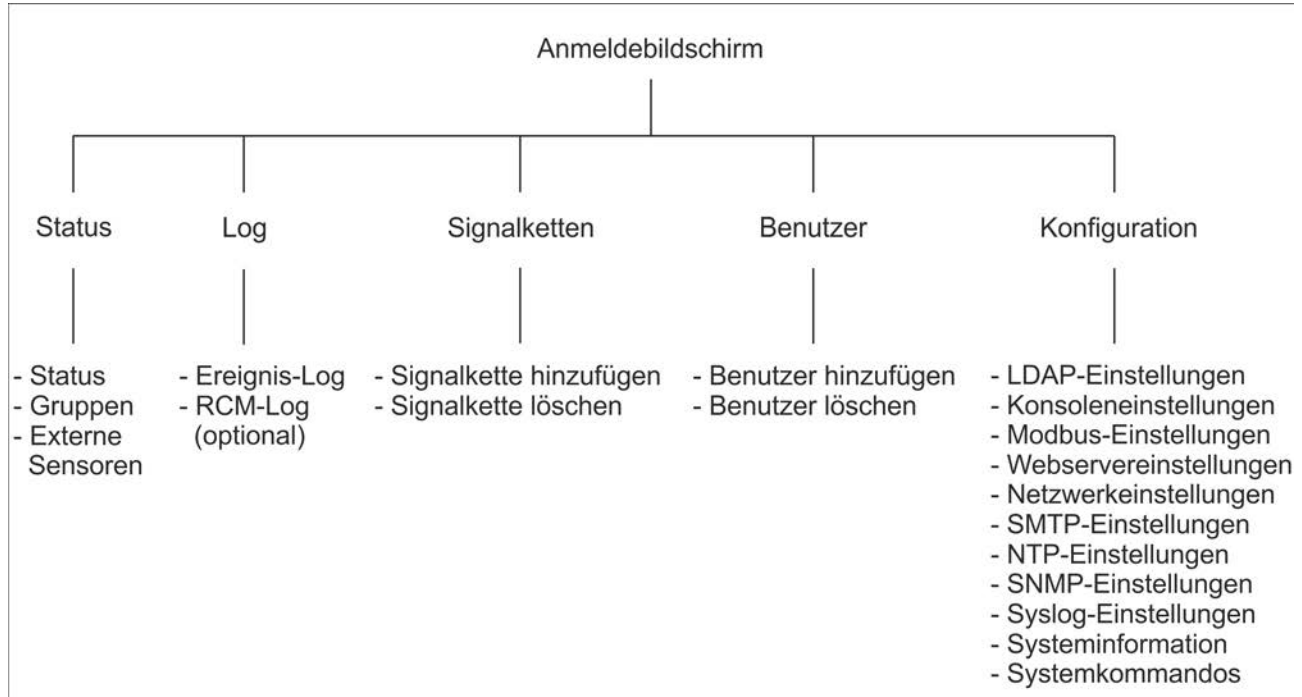 Anmeldebildschirm
Status
Log
Signalketten
Benutzer
Konfiguration
- Status
- Gruppen
- Externe
Sensoren
- Ereignis-Log
- RCM-Log
(optional)
- Signalkette hinzufügen
- Signalkette löschen
- Benutzer hinzufügen
- Benutzer löschen
- LDAP-Einstellungen
- Konsoleneinstellungen
- Modbus-Einstellungen
- Webservereinstellungen
- Netzwerkeinstellungen
- SMTP-Einstellungen
- NTP-Einstellungen
- SNMP-Einstellungen
- Syslog-Einstellungen
- Systeminformation
- Systemkommandos